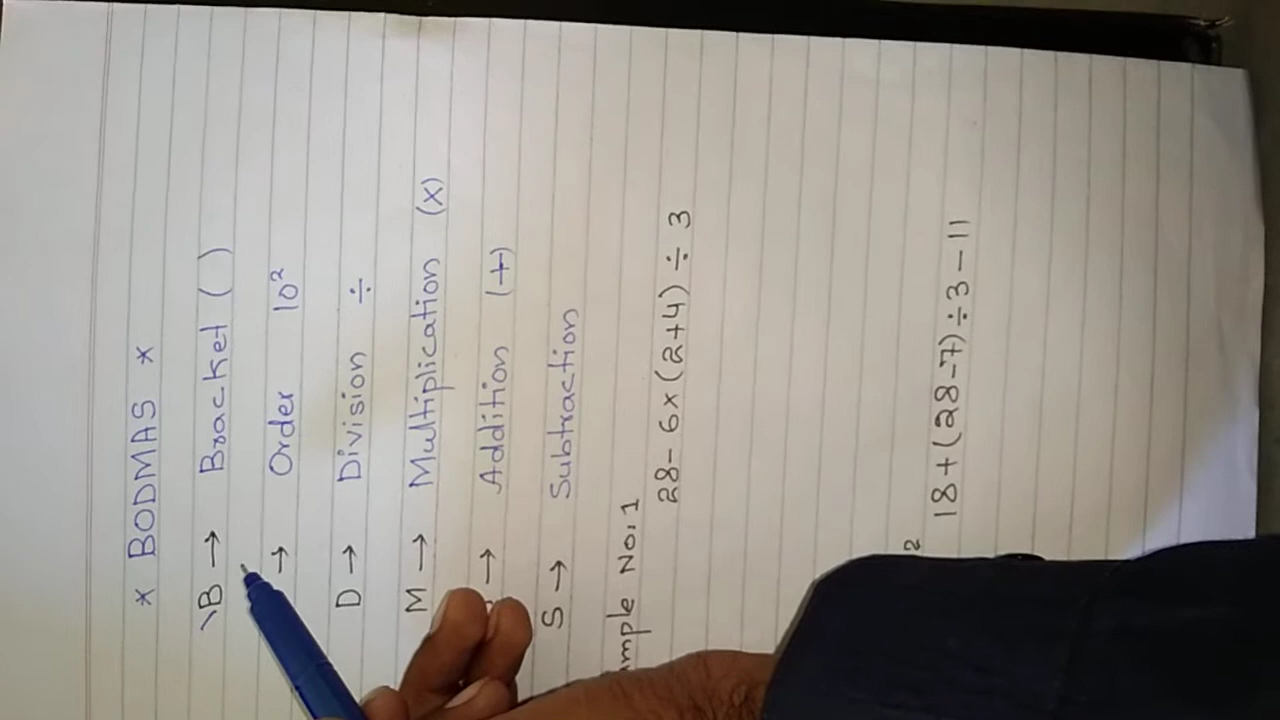 * BODMAS *
B → Bracket ( )
→ Order 10²
D → Division ÷
M → Multiplication (x)
→ Addition (+)
S → Subtraction
mple No.1
28 - 6 x (2+4) ÷ 3
2
18 + (28-7) ÷ 3 - 11